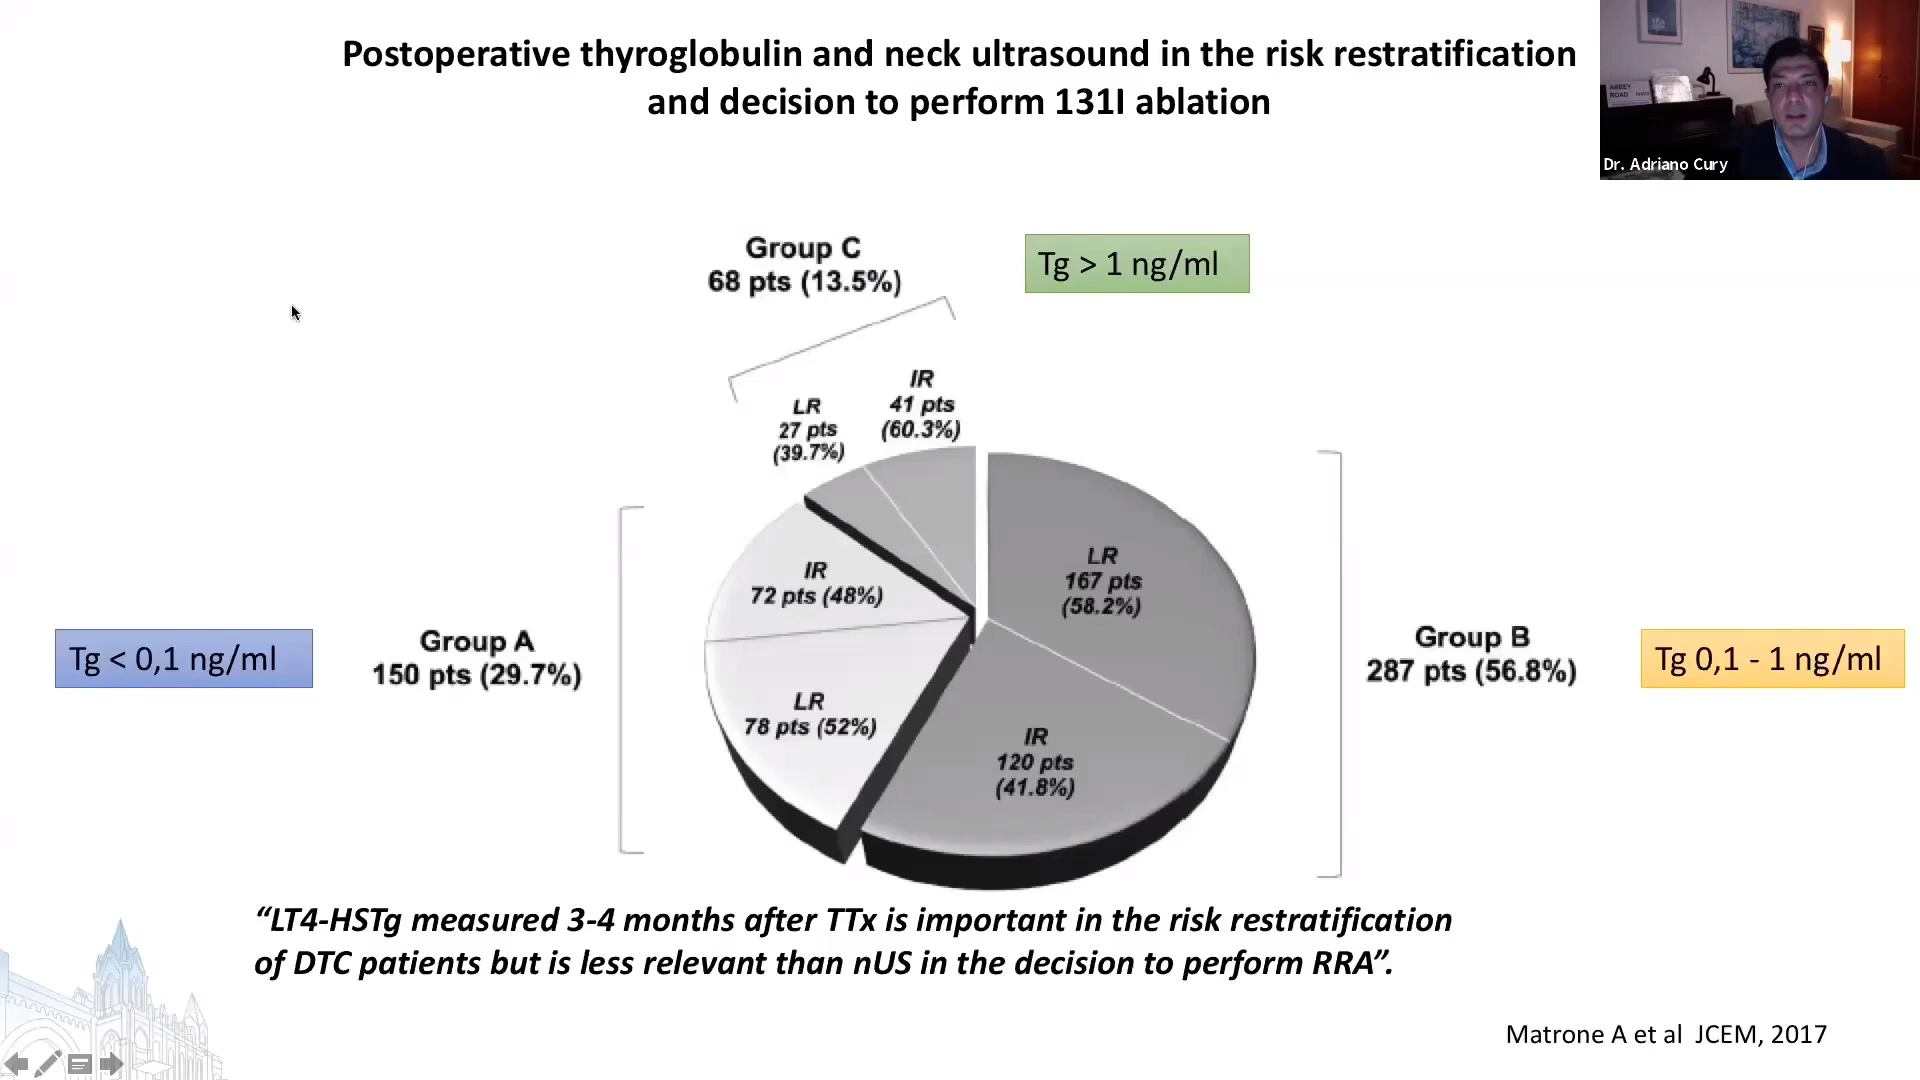 Postoperative thyroglobulin and neck ultrasound in the risk restratification
and decision to perform 131I ablation
ABBEY
ROAD NW8
Dr. Adriano Cury
Group C
68 pts (13.5%)
Tg > 1 ng/ml
IR
41 pts
(60.3%)
LR
27 pts
(39.7%)
LR
167 pts
(58.2%)
IR
72 pts (48%)
Tg < 0,1 ng/ml
Group A
150 pts (29.7%)
Group B
287 pts (56.8%)
Tg 0,1 - 1 ng/ml
LR
78 pts (52%)
IR
120 pts
(41.8%)
“LT4-HSTg measured 3-4 months after TTx is important in the risk restratification
of DTC patients but is less relevant than nUS in the decision to perform RRA”.
Matrone A et al JCEM, 2017